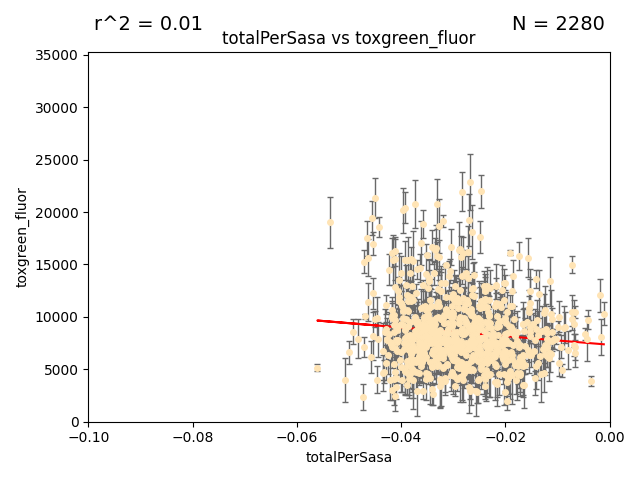 r^2 = 0.01
N = 2280
totalPerSasa vs toxgreen_fluor
35000
30000
25000
20000
15000
10000
5000
0
toxgreen_fluor
−0.10
−0.08
−0.06
−0.04
−0.02
0.00
totalPerSasa